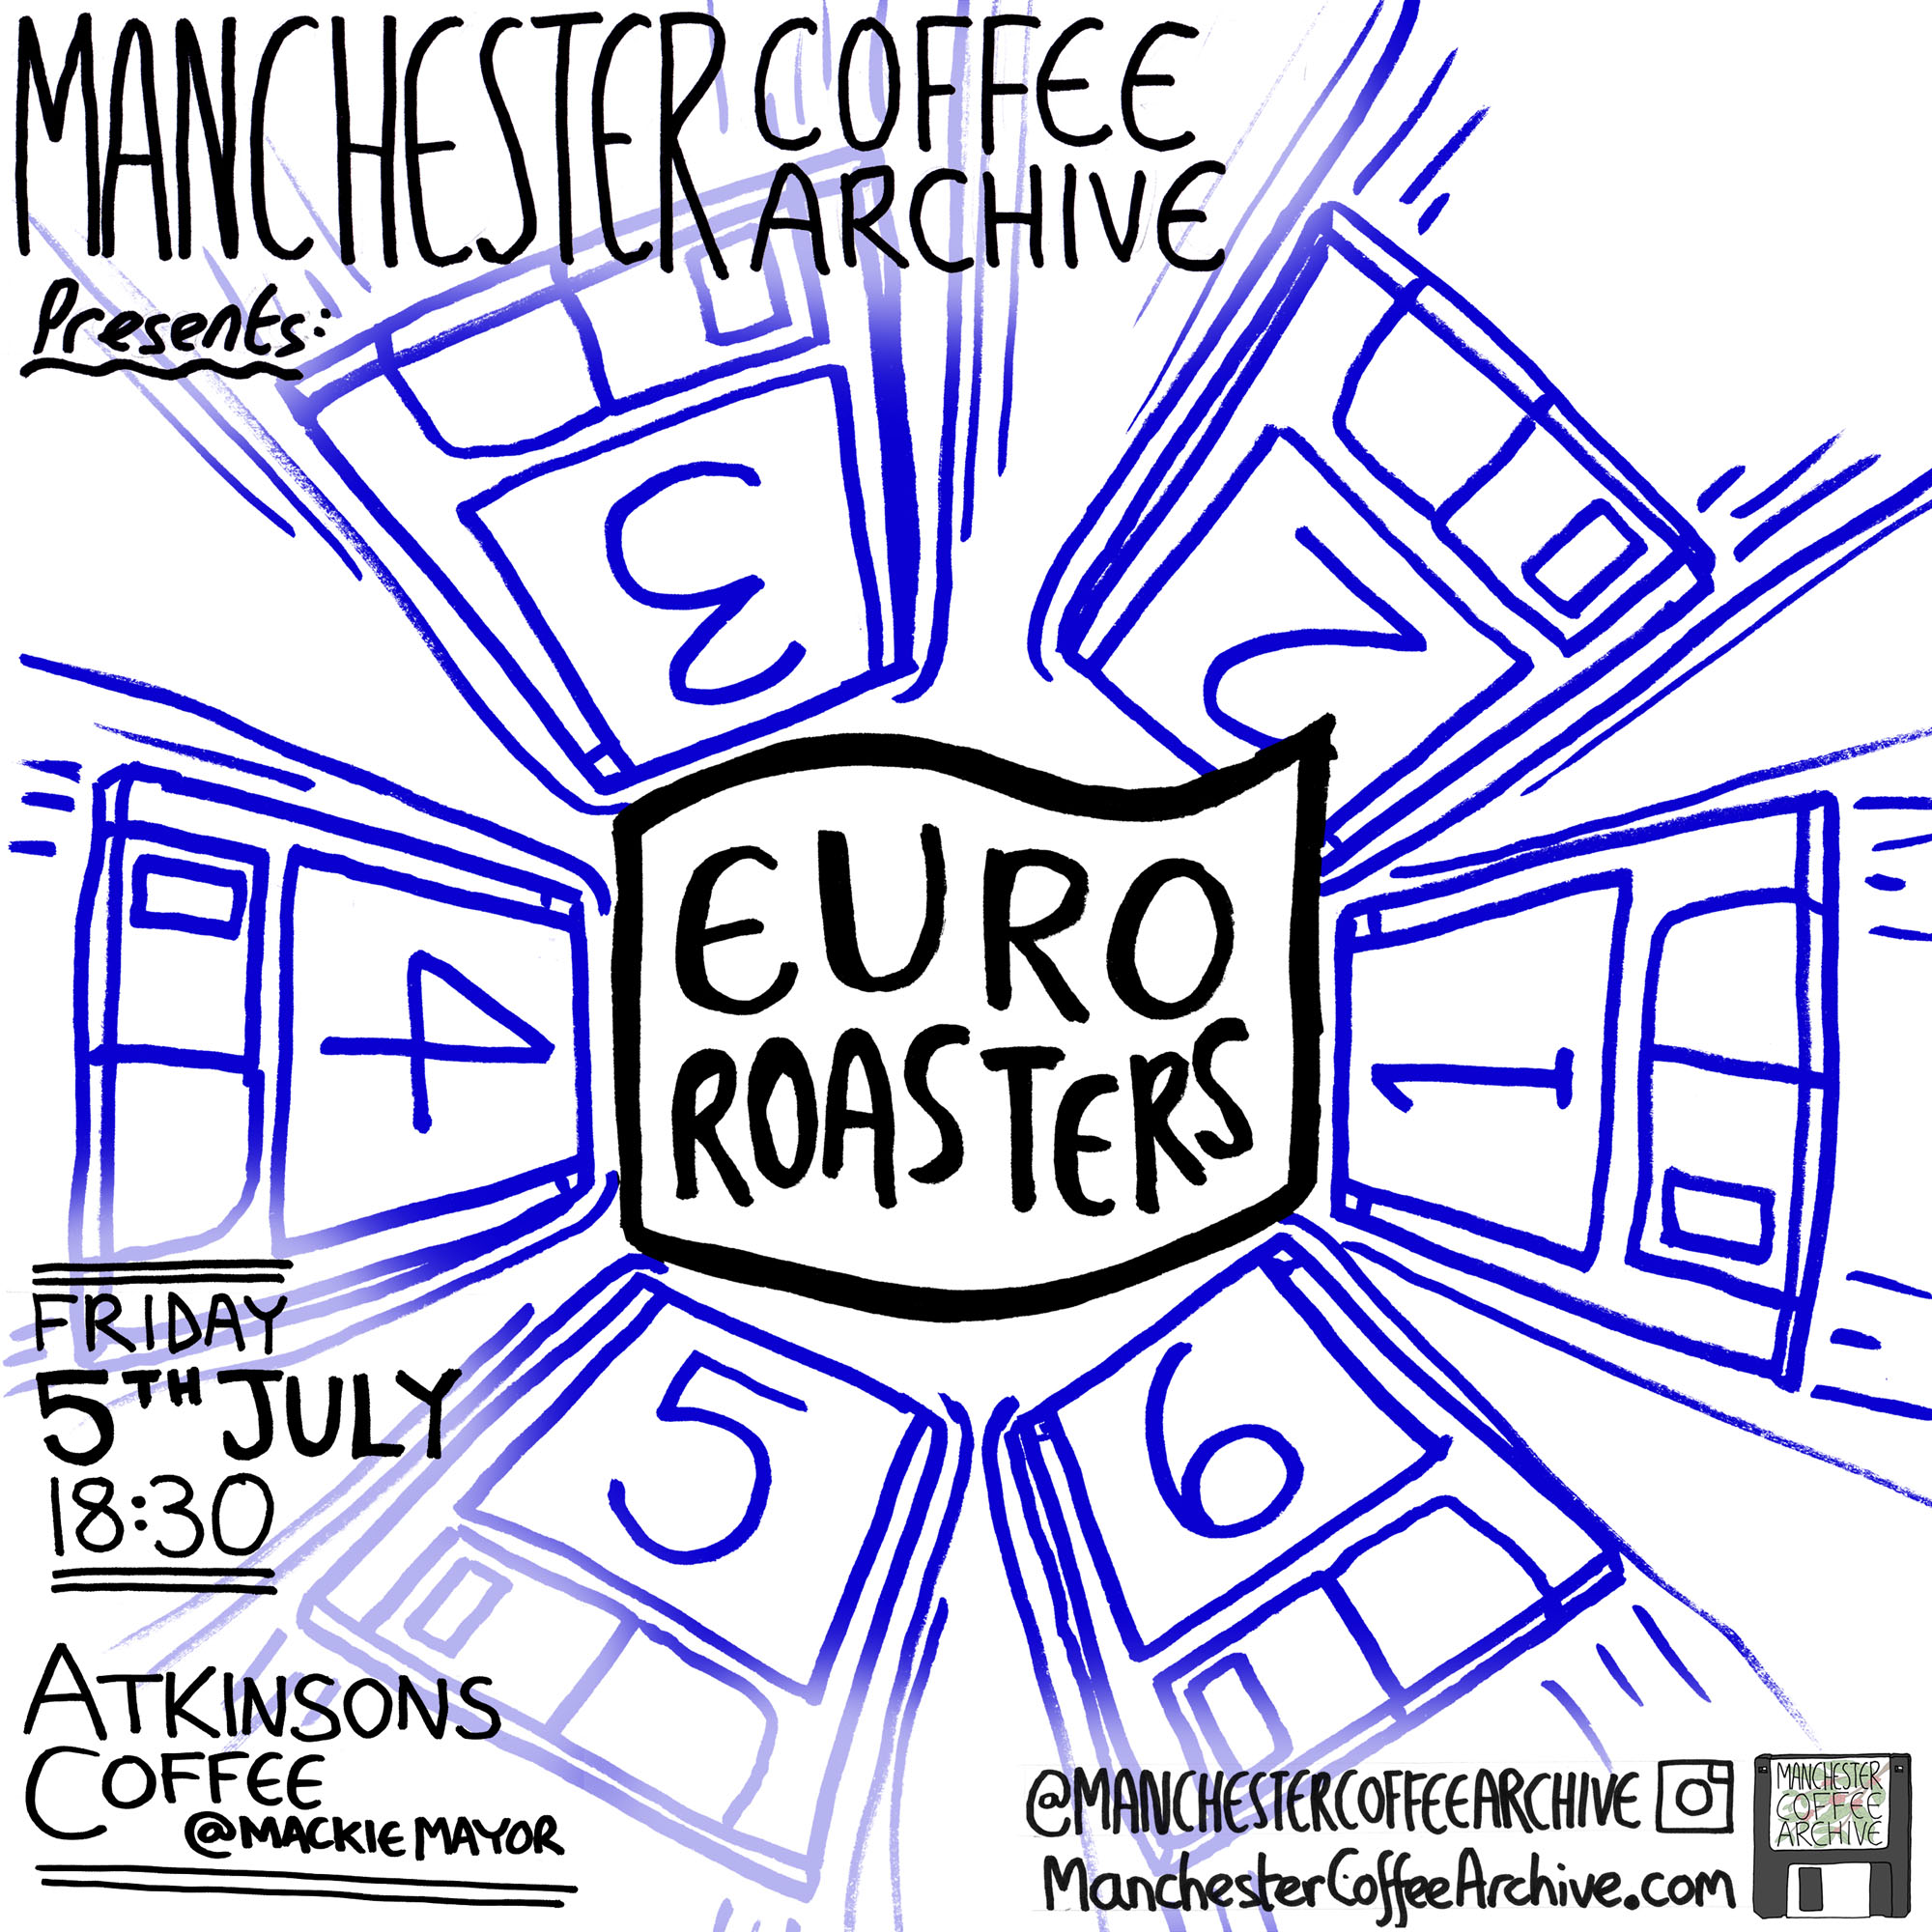 MANCHESTER COFFEE
ARCHIVE
Presents:
3
2
EURO
ROASTERS
4
1
5
6
FRIDAY
5TH JULY
18:30
ATKINSONS
COFFEE
@MACKIE MAYOR
@MANCHESTERCOFFEEARCHIVE
ManchesterCoffeeArchive.com
MANCHESTER
COFFEE
ARCHIVE